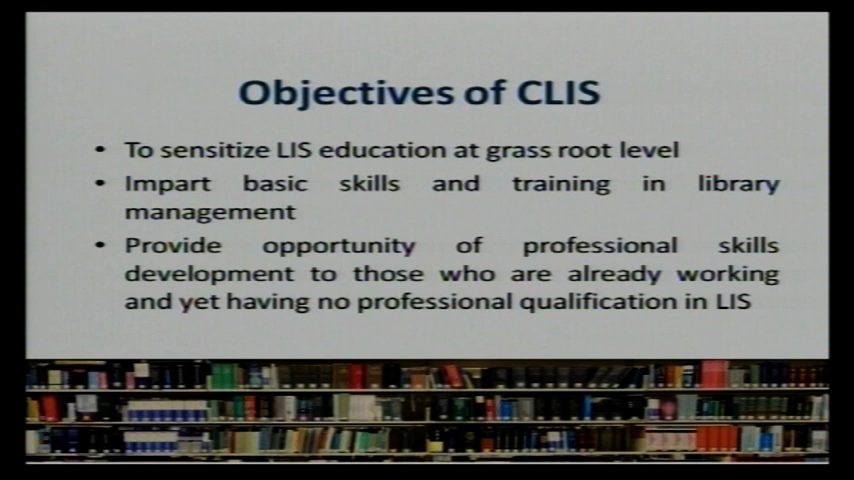 Objectives of CLIS
• To sensitize LIS education at grass root level
• Impart basic skills and training in library
management
• Provide opportunity of professional skills
development to those who are already working
and yet having no professional qualification in LIS